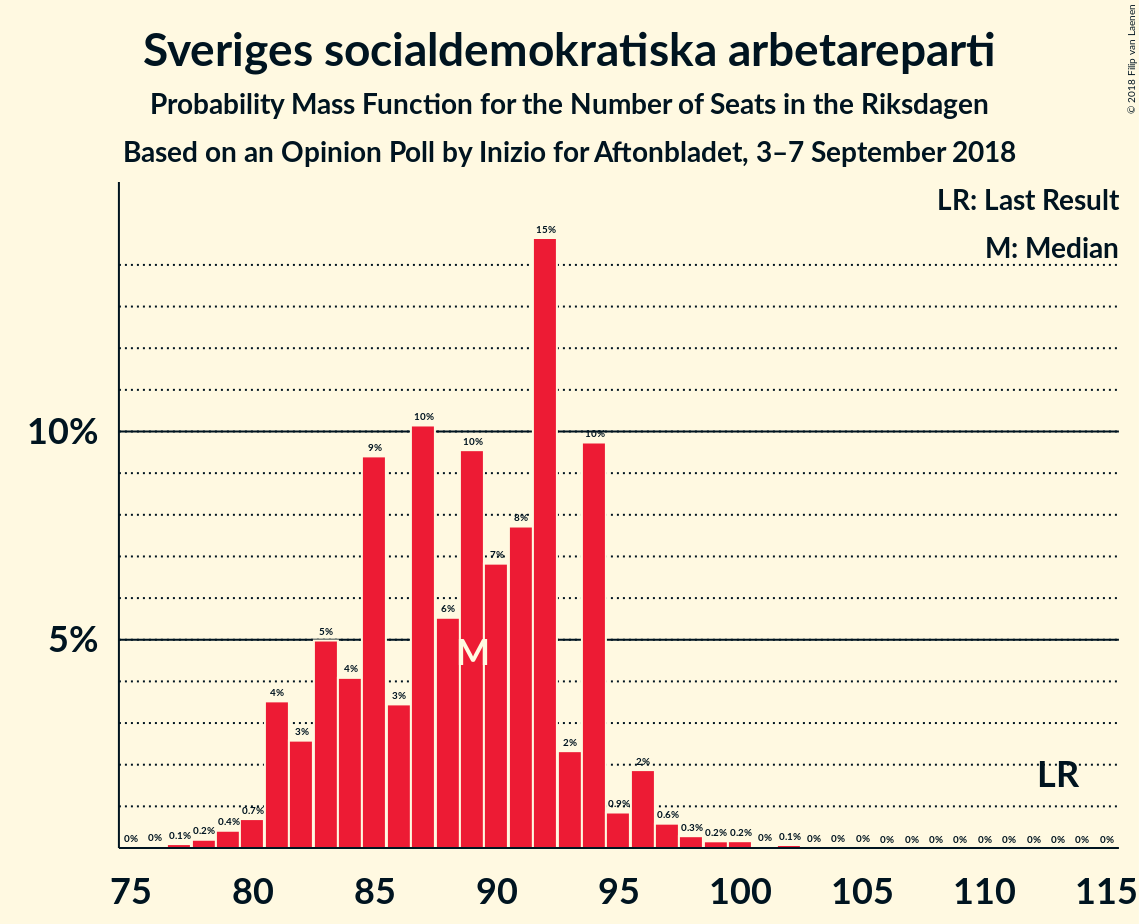 Sveriges socialdemokratiska arbetareparti
Probability Mass Function for the Number of Seats in the Riksdagen
Based on an Opinion Poll by Inizio for Aftonbladet, 3–7 September 2018
© 2018 Filip van Laenen
LR: Last Result
M: Median
10%
5%
0% 0% 0.1% 0.2% 0.4% 0.7% 4% 3% 5% 4% 9% 3% 10% 6% 10% 7% 8% 15% 2% 10% 0.9% 2% 0.6% 0.3% 0.2% 0.2% 0% 0.1% 0% 0% 0% 0% 0% 0% 0% 0% 0% 0% 0% 0% 0%
M
LR
75 80 85 90 95 100 105 110 115